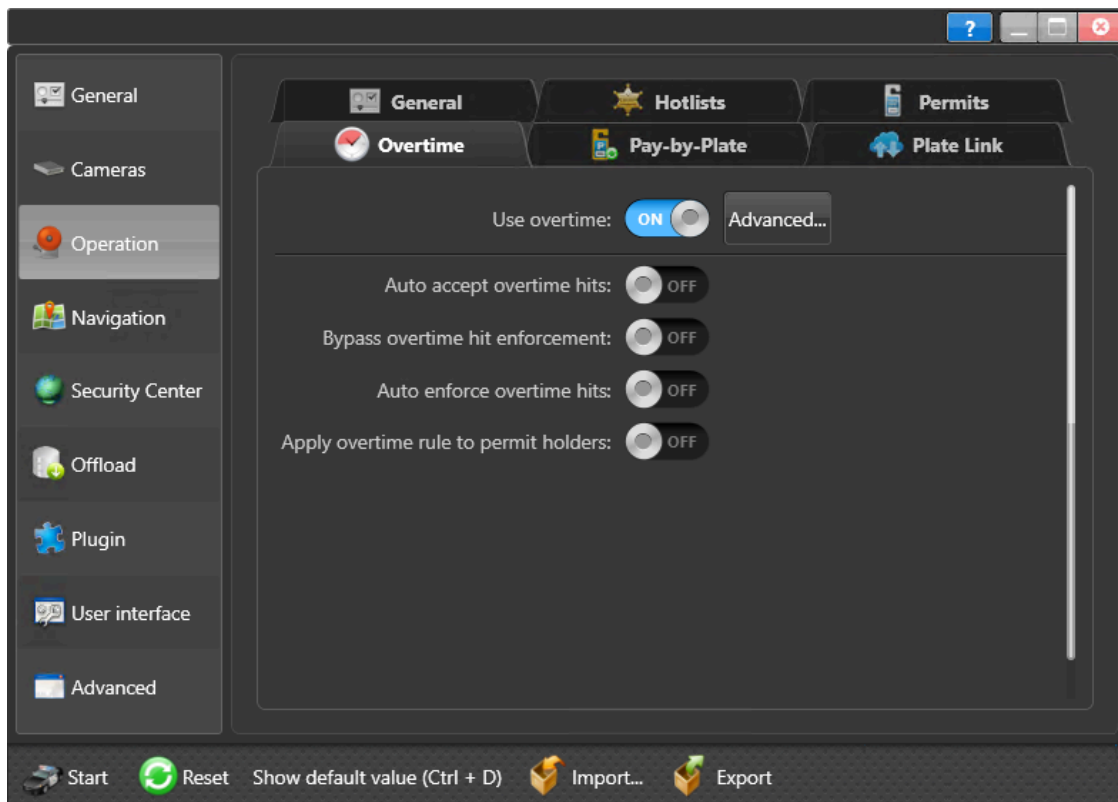 ?
General
Cameras
Operation
Navigation
Security Center
Offload
Plugin
User interface
Advanced
General Hotlists Permits
Overtime Pay-by-Plate Plate Link
Use overtime: ON Advanced...
Auto accept overtime hits: OFF
Bypass overtime hit enforcement: OFF
Auto enforce overtime hits: OFF
Apply overtime rule to permit holders: OFF
Start Reset Show default value (Ctrl + D) Import... Export